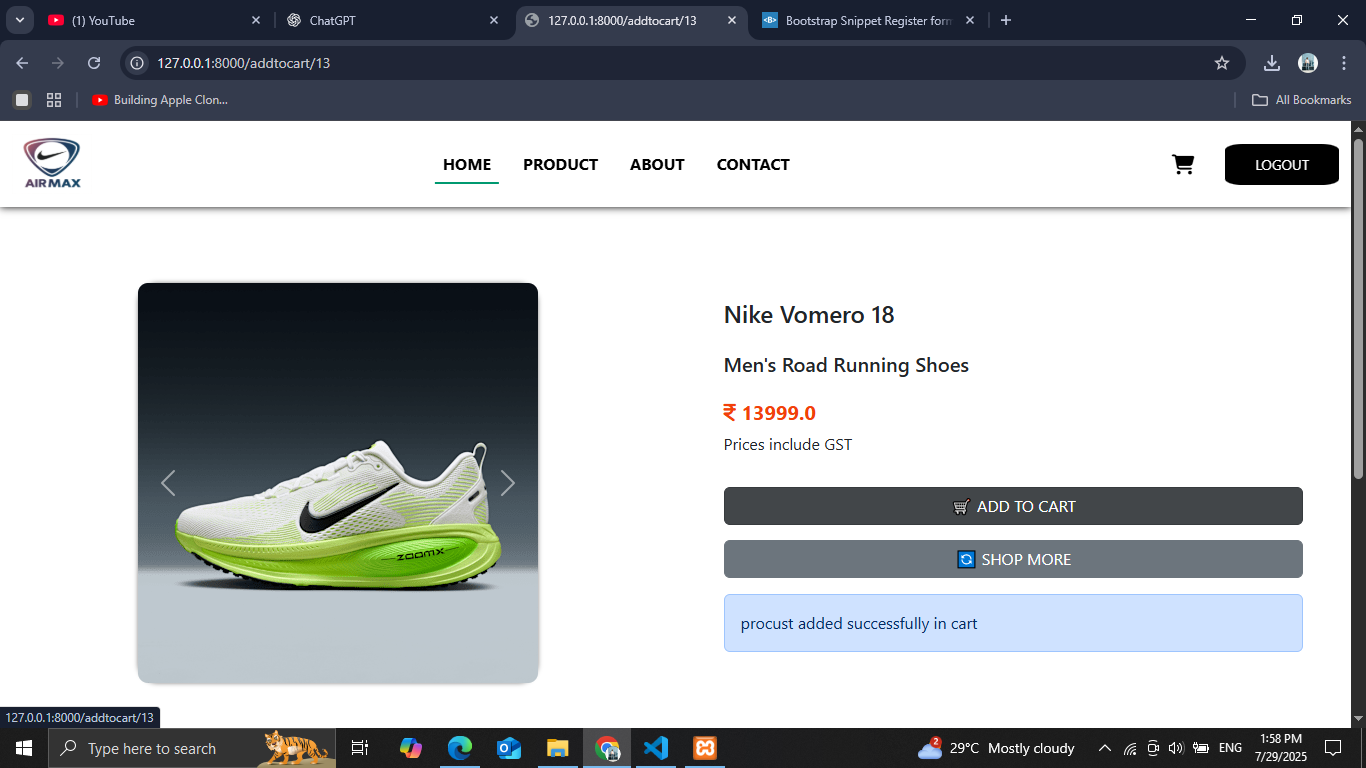 (1) YouTube
ChatGPT
127.0.0.1:8000/addtocart/13
Bootstrap Snippet Register form
127.0.0.1:8000/addtocart/13
Building Apple Clon...
All Bookmarks
AIRMAX
HOME
PRODUCT
ABOUT
CONTACT
LOGOUT
Nike Vomero 18
Men's Road Running Shoes
₹ 13999.0
Prices include GST
ADD TO CART
SHOP MORE
procust added successfully in cart
zoomx
127.0.0.1:8000/addtocart/13
Type here to search
2
29°C Mostly cloudy
ENG
1:58 PM
7/29/2025